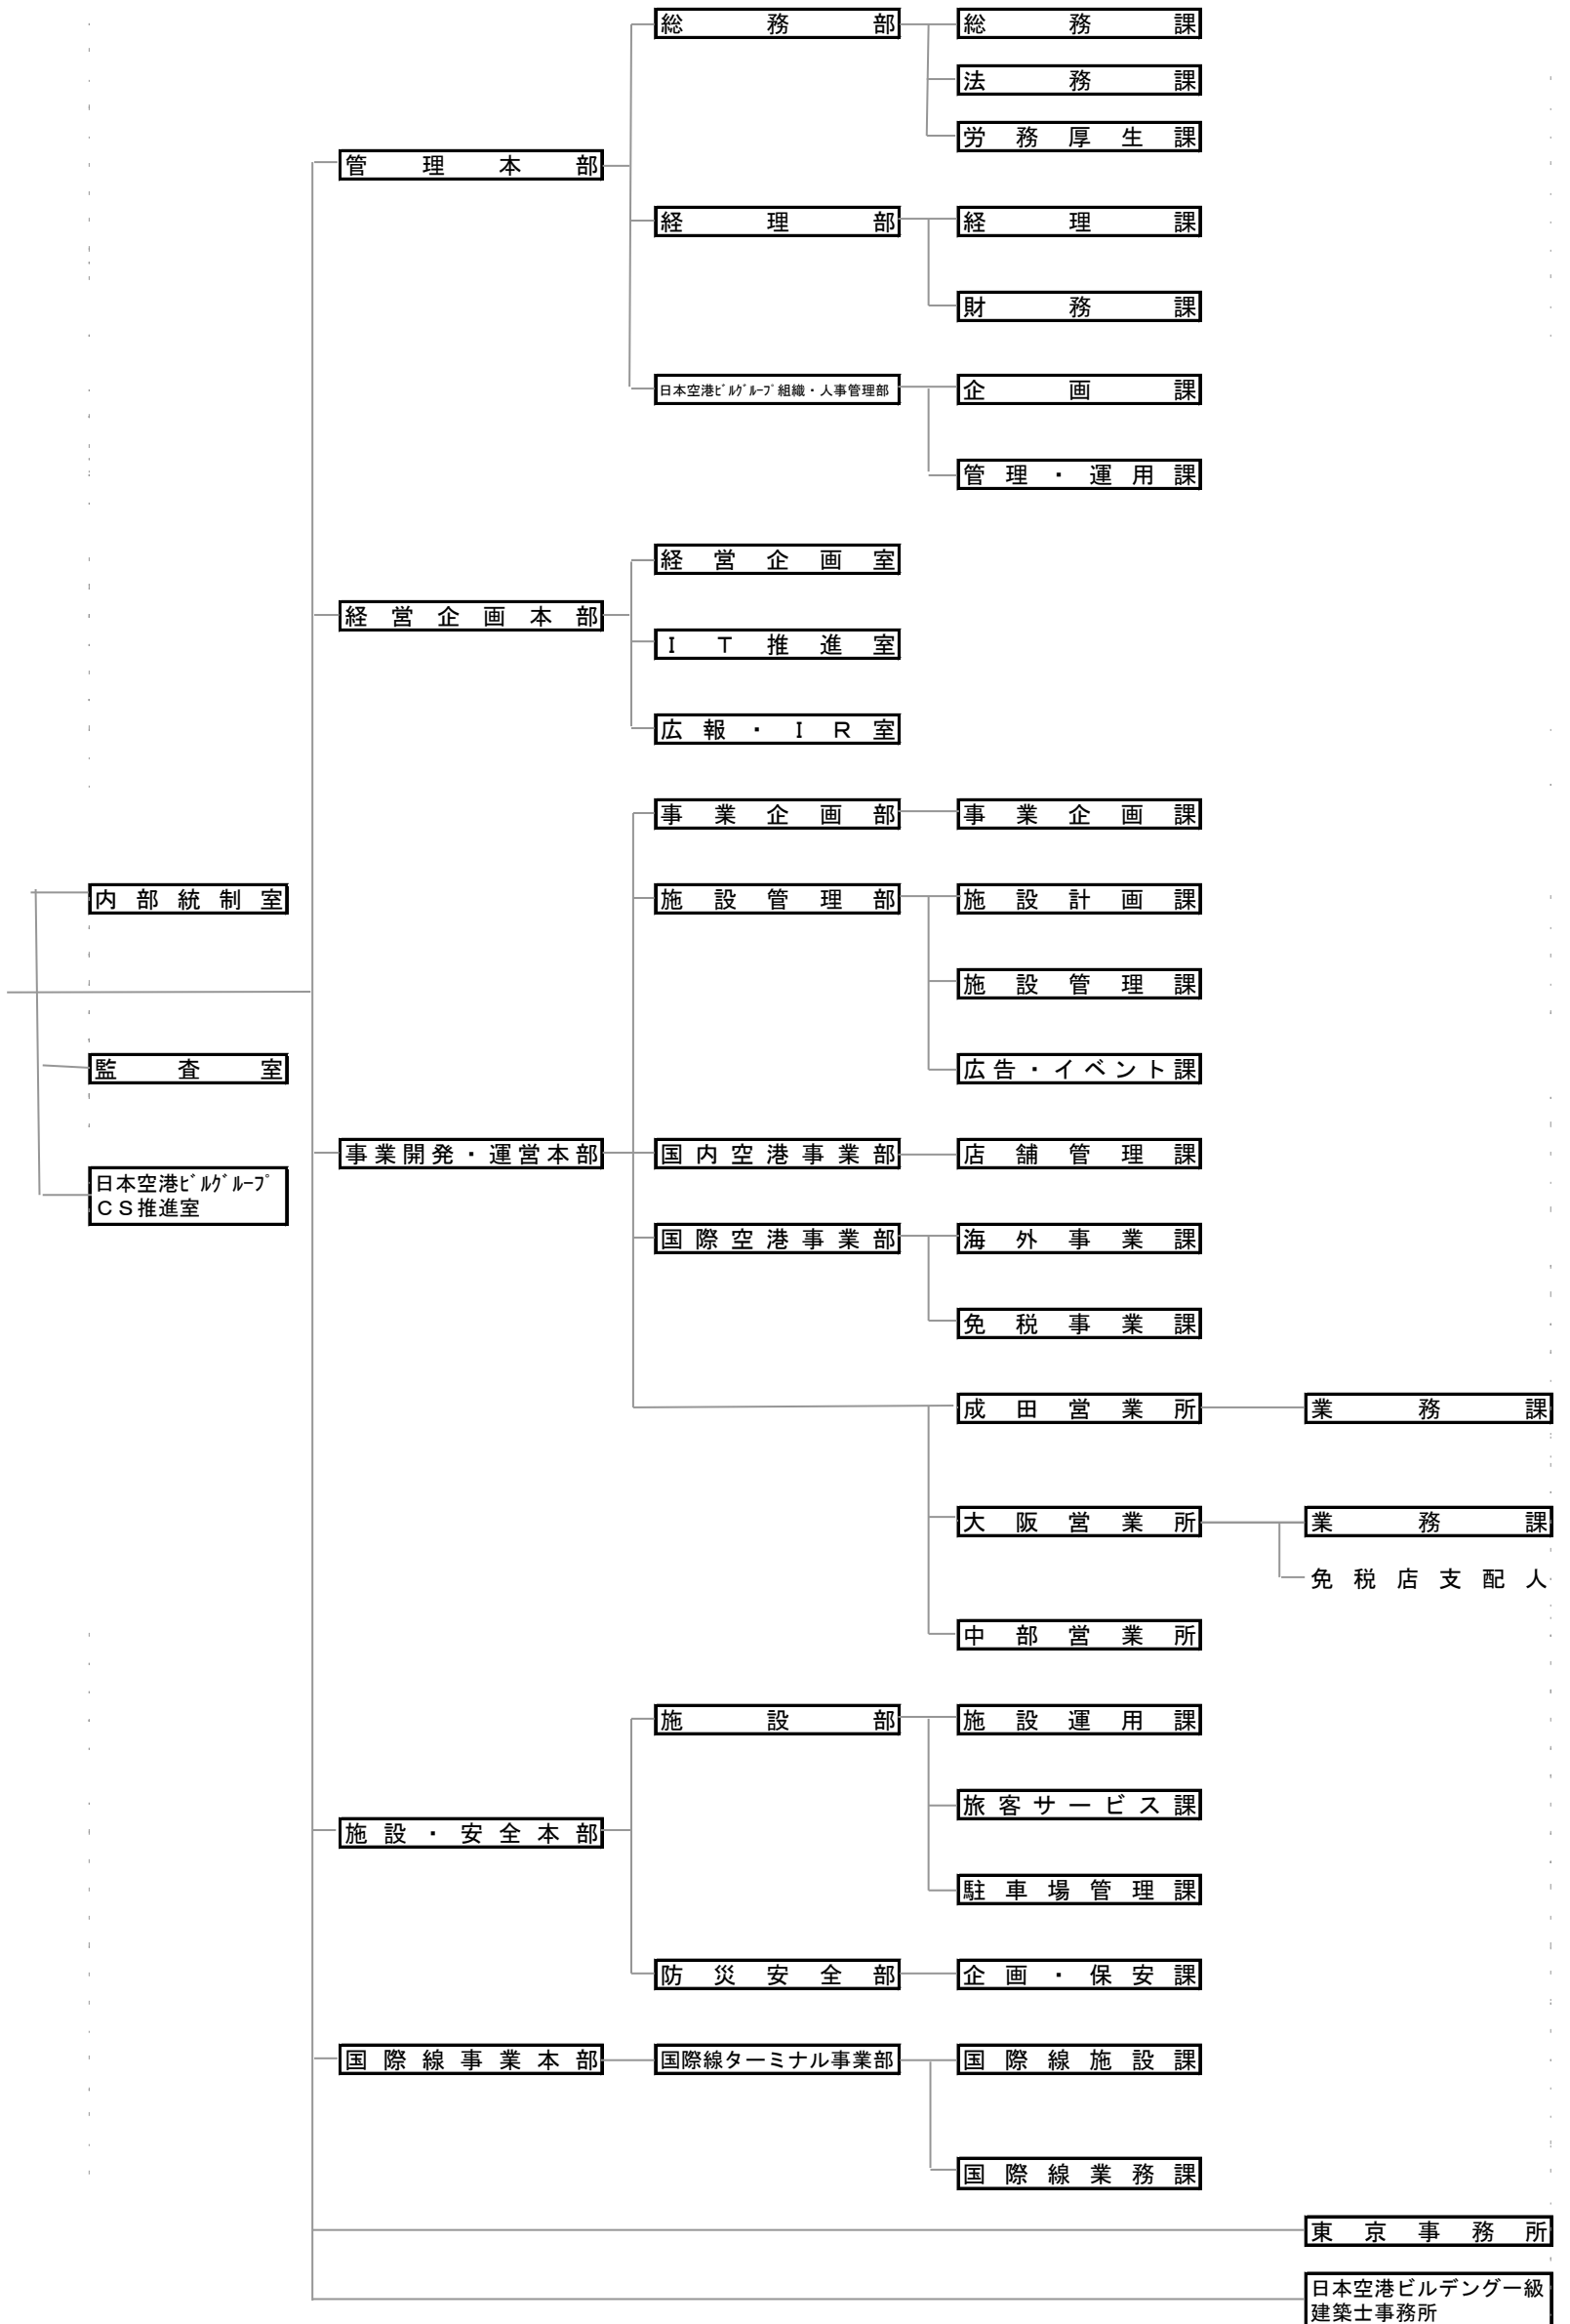 総務部
総務課
法務課
労務厚生課
管理本部
経理部
経理課
財務課
日本空港ﾋﾞﾙｸﾞﾙｰﾌﾟ組織・人事管理部
企画課
管理・運用課
経営企画室
経営企画本部
ＩＴ推進室
広報・ＩＲ室
事業企画部
事業企画課
内部統制室
施設管理部
施設計画課
施設管理課
監査室
広告・イベント課
事業開発・運営本部
国内空港事業部
店舗管理課
日本空港ﾋﾞﾙｸﾞﾙｰﾌﾟ
ＣＳ推進室
国際空港事業部
海外事業課
免税事業課
成田営業所
業務課
大阪営業所
業務課
免税店支配人
中部営業所
施設部
施設運用課
旅客サービス課
施設・安全本部
駐車場管理課
防災安全部
企画・保安課
国際線事業本部
国際線ターミナル事業部
国際線施設課
国際線業務課
東京事務所
日本空港ビルデング一級
建築士事務所